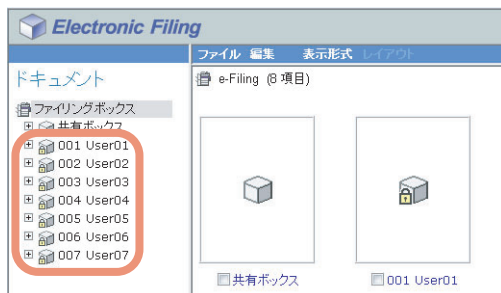 Electronic Filing
ファイル 編集 表示形式 レイアウト
ドキュメント
ファイリングボックス
共有ボックス
001 User01
002 User02
003 User03
004 User04
005 User05
006 User06
007 User07
e-Filing (8 項目)
共有ボックス
001 User01